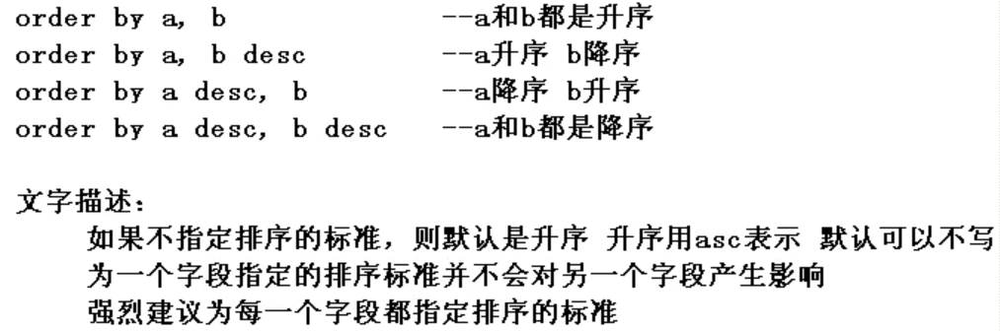 order by a, b --a和b都是升序
order by a, b desc --a升序 b降序
order by a desc, b --a降序 b升序
order by a desc, b desc --a和b都是降序
文字描述：
如果不指定排序的标准，则默认是升序 升序用asc表示 默认可以不写
为一个字段指定的排序标准并不会对另一个字段产生影响
强烈建议为每一个字段都指定排序的标准